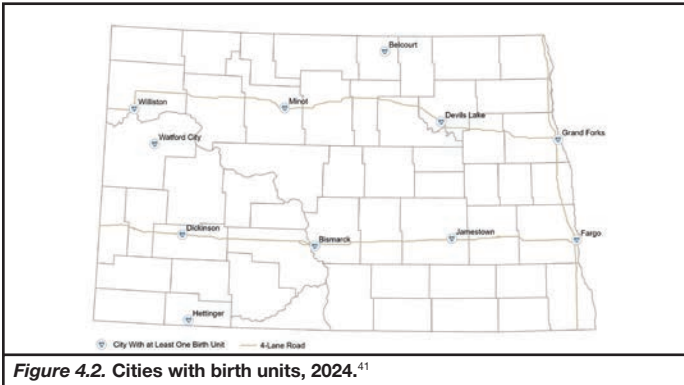 Belcourt
Williston
Minot
Devils Lake
Grand Forks
Watford City
Dickinson
Bismarck
Jamestown
Fargo
Hettinger
City With at Least One Birth Unit
4-Lane Road
Figure 4.2. Cities with birth units, 2024.41